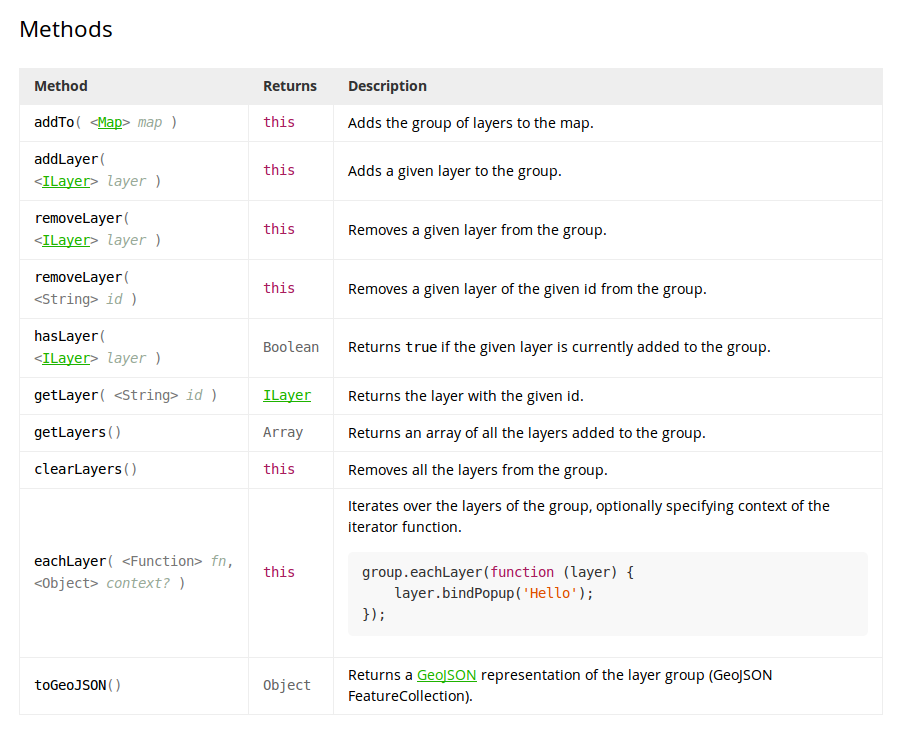 Methods
Method Returns Description
addTo( <Map> map ) this Adds the group of layers to the map.
addLayer(
<ILayer> layer ) this Adds a given layer to the group.
removeLayer(
<ILayer> layer ) this Removes a given layer from the group.
removeLayer(
<String> id ) this Removes a given layer of the given id from the group.
hasLayer(
<ILayer> layer ) Boolean Returns true if the given layer is currently added to the group.
getLayer( <String> id ) ILayer Returns the layer with the given id.
getLayers() Array Returns an array of all the layers added to the group.
clearLayers() this Removes all the layers from the group.
eachLayer( <Function> fn,
<Object> context? ) this
Iterates over the layers of the group, optionally specifying context of the
iterator function.
group.eachLayer(function (layer) {
    layer.bindPopup('Hello');
});
toGeoJSON() Object Returns a GeoJSON representation of the layer group (GeoJSON
FeatureCollection).